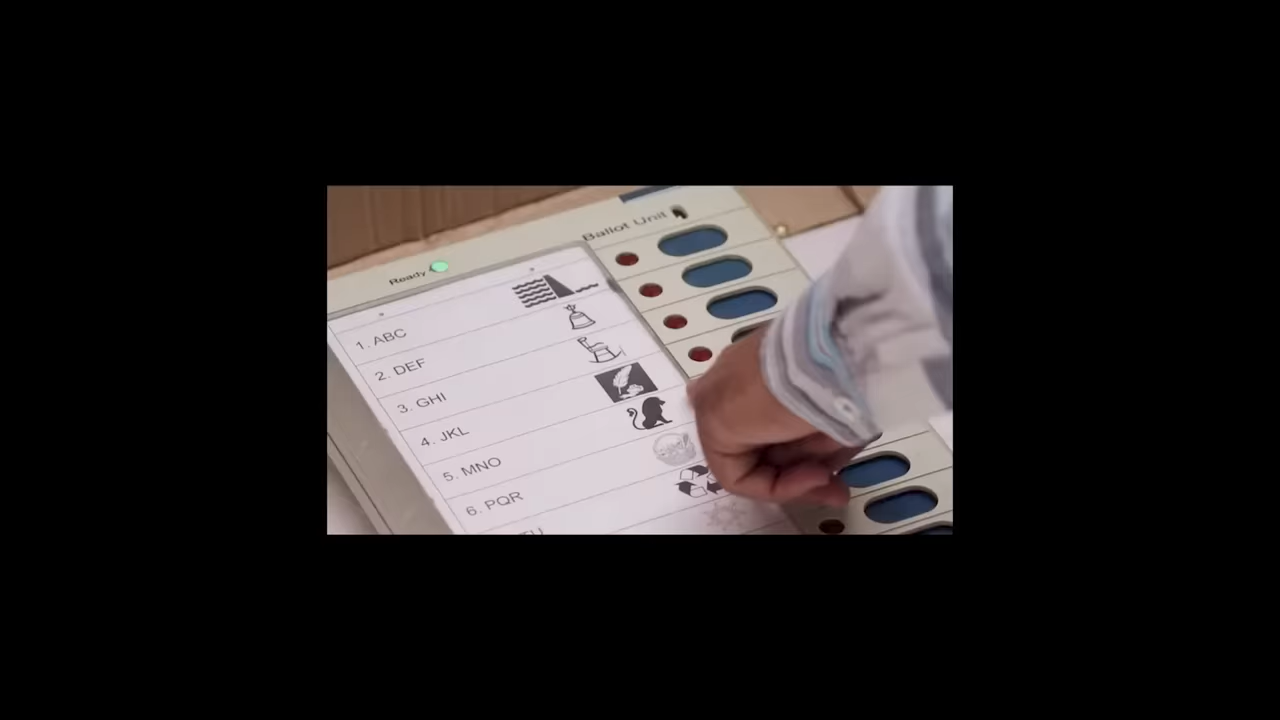 Ballot Unit
Ready
1. ABC
2. DEF
3. GHI
4. JKL
5. MNO
6. PQR